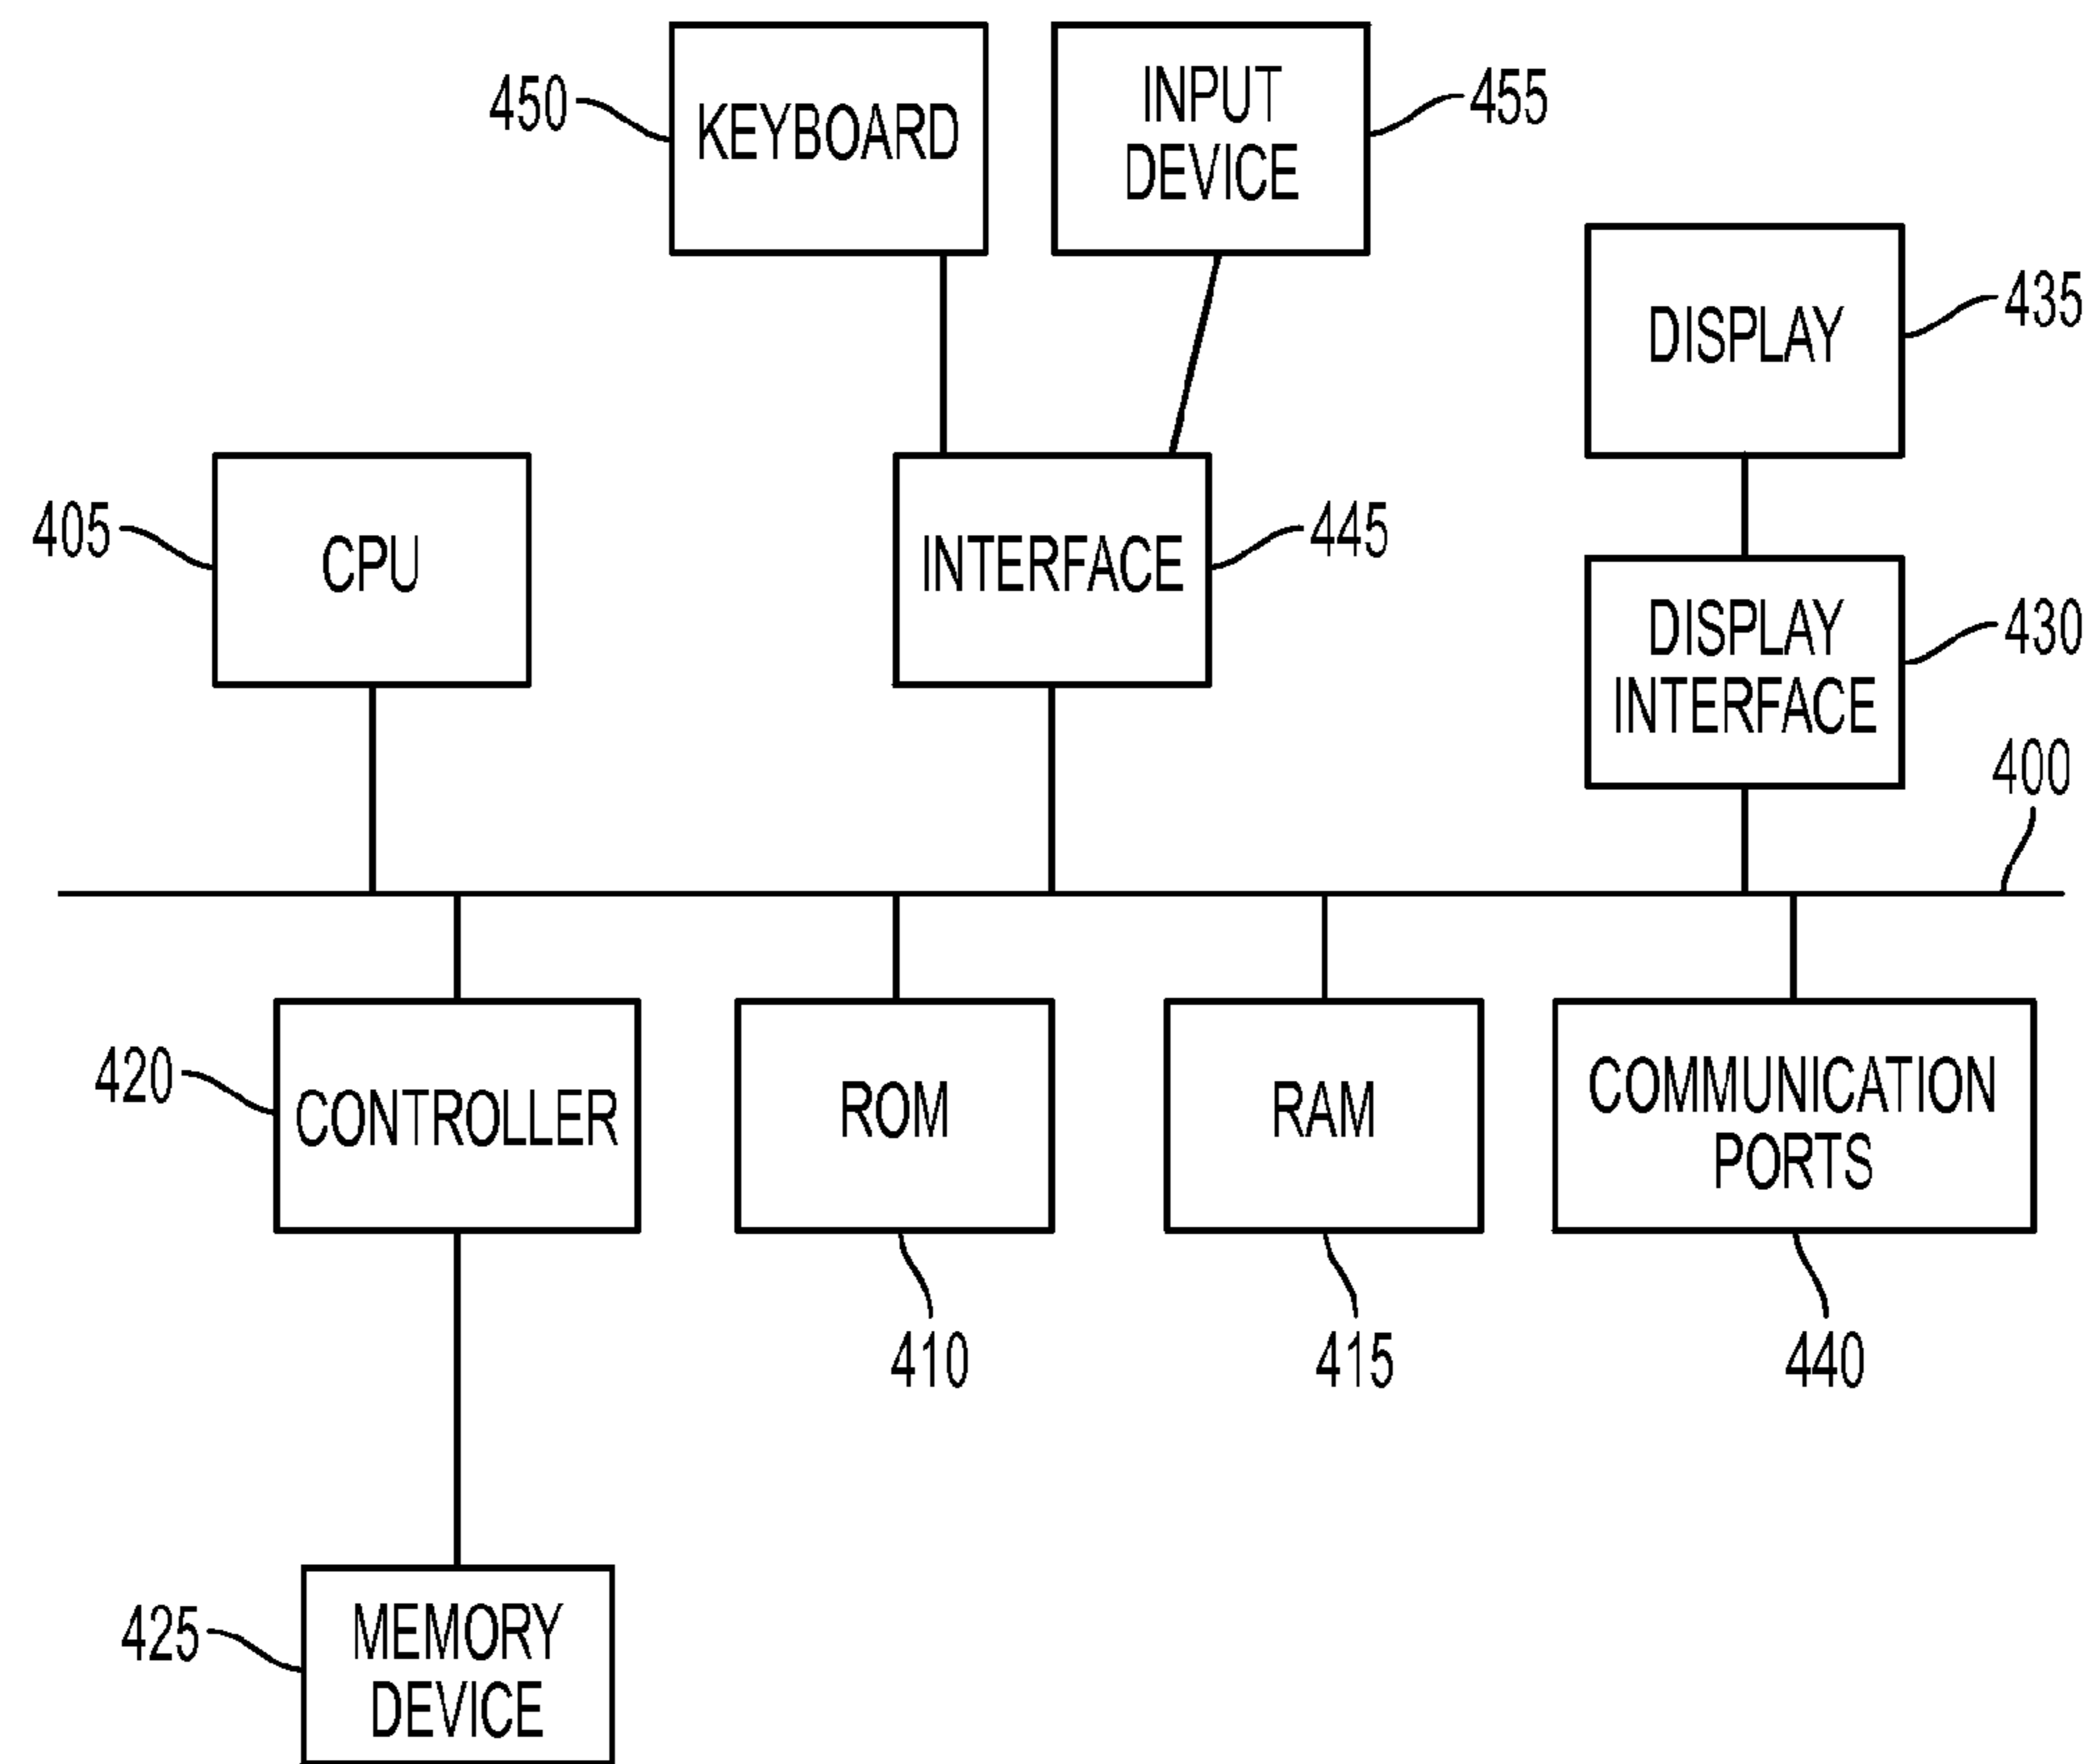 450
KEYBOARD
INPUT
DEVICE
455
DISPLAY
435
405
CPU
INTERFACE
445
DISPLAY
INTERFACE
430
400
420
CONTROLLER
ROM
RAM
COMMUNICATION
PORTS
410
415
440
425
MEMORY
DEVICE